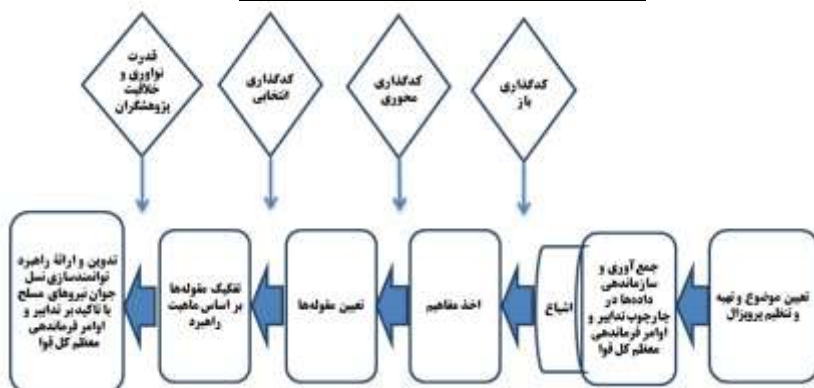 کدگذاری
باز
کدگذاری
محوری
کدگذاری
انتخابی
قدرت
نوآوری و
خلاقیت
پژوهشگران
تعیین موضوع و تهیه
و تنظیم پروپزال
جمع آوری و
سازماندهی
داده‌ها در
چارچوب تدابیر و
اوامر فرماندهی
معظم کل قوا
اشباع
اخذ مفاهیم
تعیین مقوله‌ها
تفکیک مقوله‌ها
بر اساس ماهیت
راهبرد
تدوین و ارائهٔ راهبرد
توانمندسازی نسل
جوان نیروهای مسلح
با تاکید بر تدابیر و
اوامر فرماندهی
معظم کل قوا